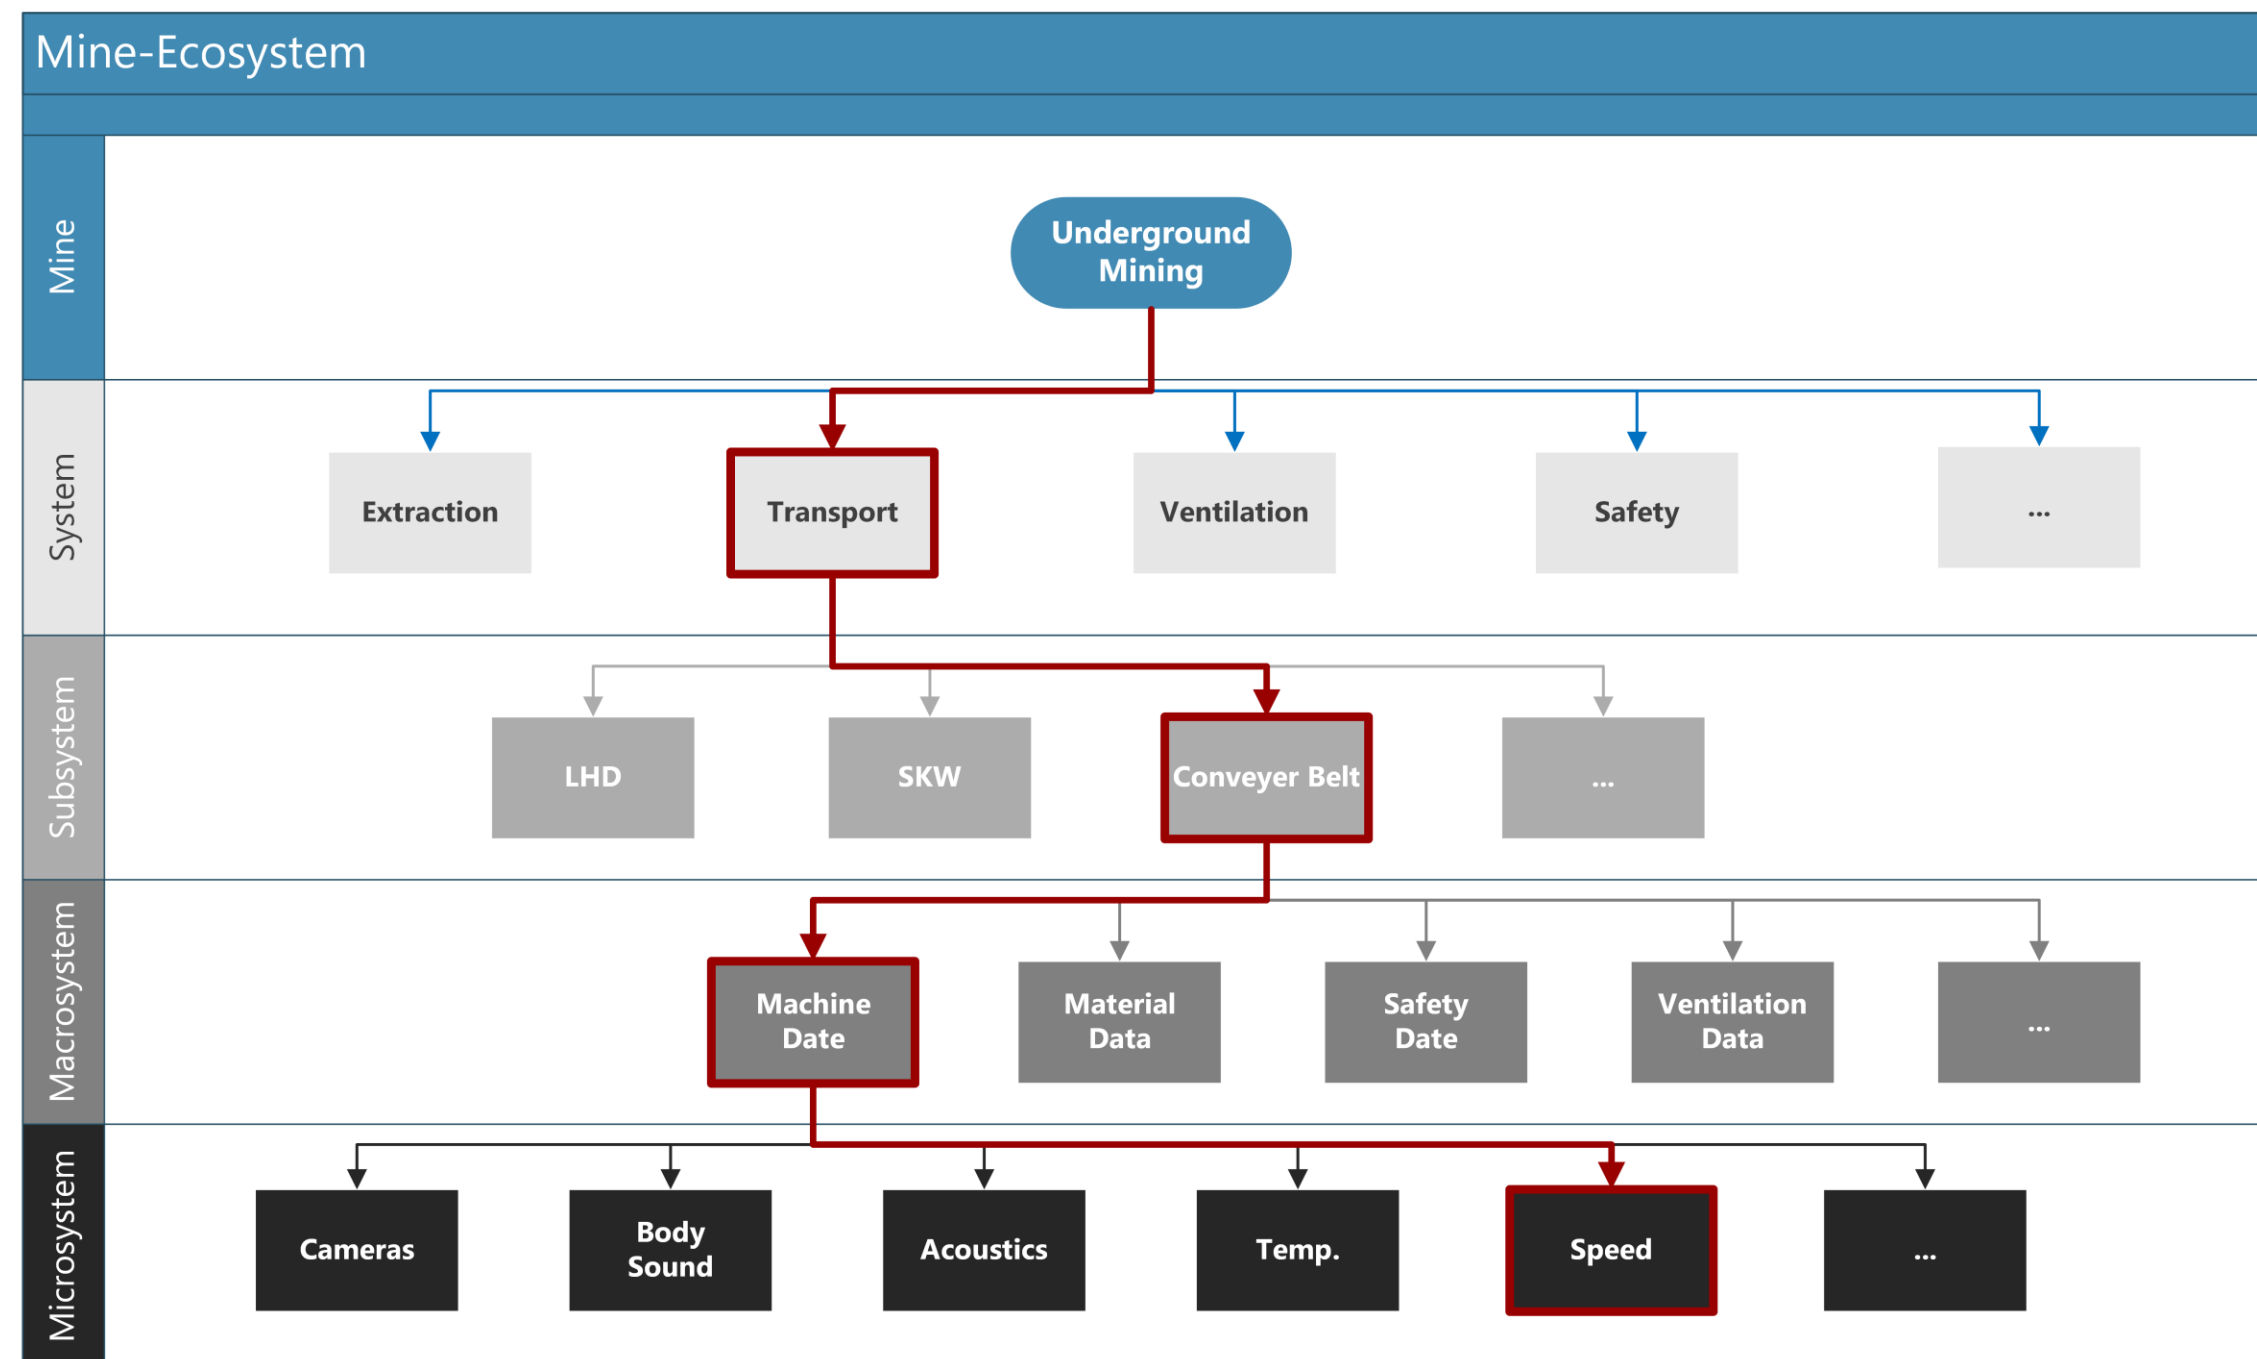 Mine-Ecosystem
Mine
Underground
Mining
System
Extraction
Transport
Ventilation
Safety
...
Subsystem
LHD
SKW
Conveyer Belt
...
Macrosystem
Machine
Date
Material
Data
Safety
Date
Ventilation
Data
...
Microsystem
Cameras
Body
Sound
Acoustics
Temp.
Speed
...